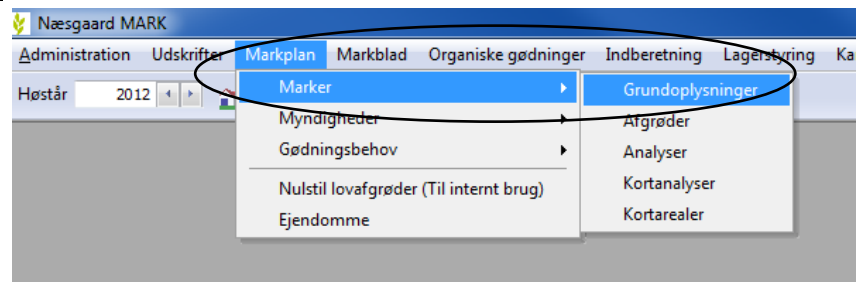 Næsgaard MARK
Administration Udskrifter Markplan Markblad Organiske gødninger Indberetning Lagerstyring Ka
Høstår 2012
Marker
Myndigheder
Gødningsbehov
Nulstil lovafgrøder (Til internt brug)
Ejendomme
Grundoplysninger
Afgrøder
Analyser
Kortanalyser
Kortarealer